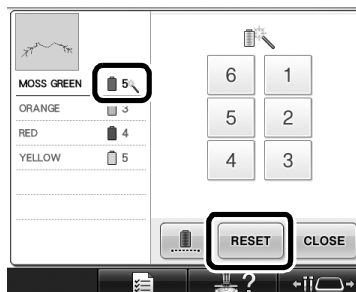 MOSS GREEN 5
ORANGE 3
RED 4
YELLOW 5
6 1
5 2
4 3
RESET CLOSE
?